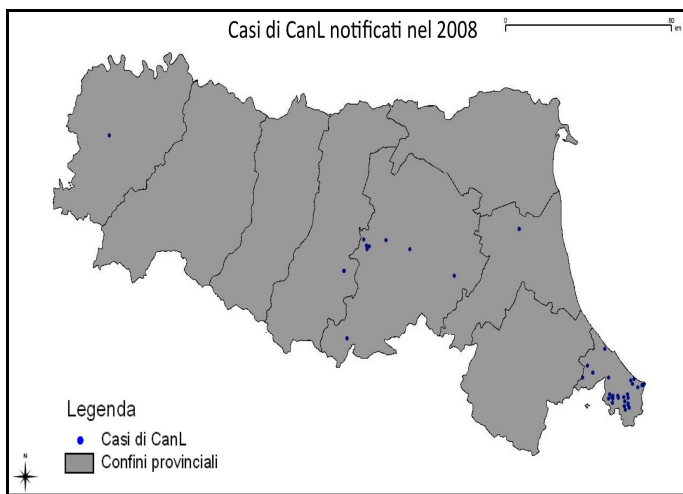 Casi di CanL notificati nel 2008
0 80
km
Legenda
Casi di CanL
Confini provinciali
N